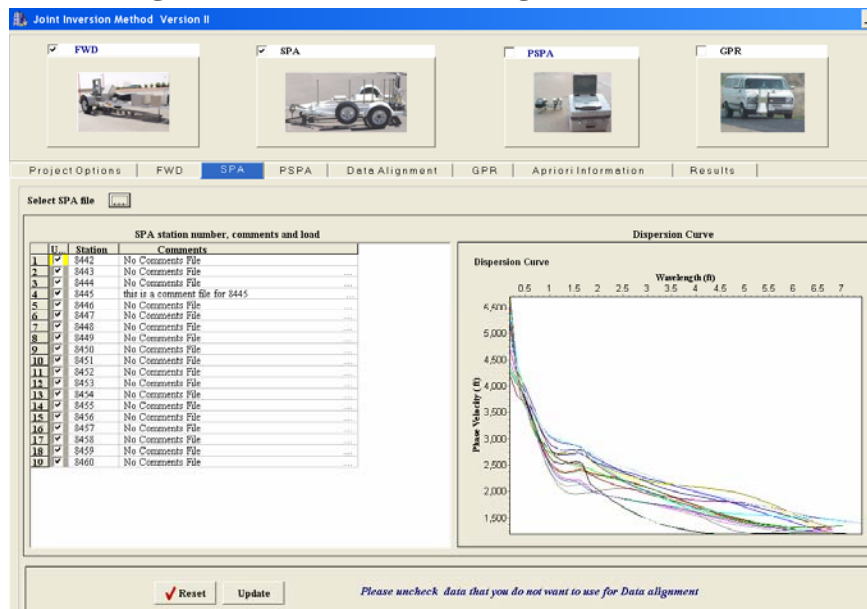 Joint Inversion Method Version II
FWD
SPA
PSPA
GPR
Project Options | FWD SPA PSPA | Data Alignment | GPR | Apriori Information | Results |
Select SPA file ...
SPA station number, comments and load
U... Station Comments
1 8442 No Comments File
2 8443 No Comments File ...
3 8444 No Comments File ...
4 8445 this is a comment file for 8445 ...
5 8446 No Comments File ...
6 8447 No Comments File ...
7 8448 No Comments File ...
8 8449 No Comments File ...
9 8450 No Comments File ...
10 8451 No Comments File ...
11 8452 No Comments File ...
12 8453 No Comments File ...
13 8454 No Comments File ...
14 8455 No Comments File ...
15 8456 No Comments File ...
16 8457 No Comments File ...
17 8458 No Comments File ...
18 8459 No Comments File ...
19 8460 No Comments File ...
Dispersion Curve
Dispersion Curve
Wavelength (ft)
0.5 1 1.5 2 2.5 3 3.5 4 4.5 5 5.5 6 6.5 7
Phase Velocity (ft)
5,000
4,500
4,000
3,500
3,000
2,500
2,000
1,500
Reset Update Please uncheck data that you do not want to use for Data alignment